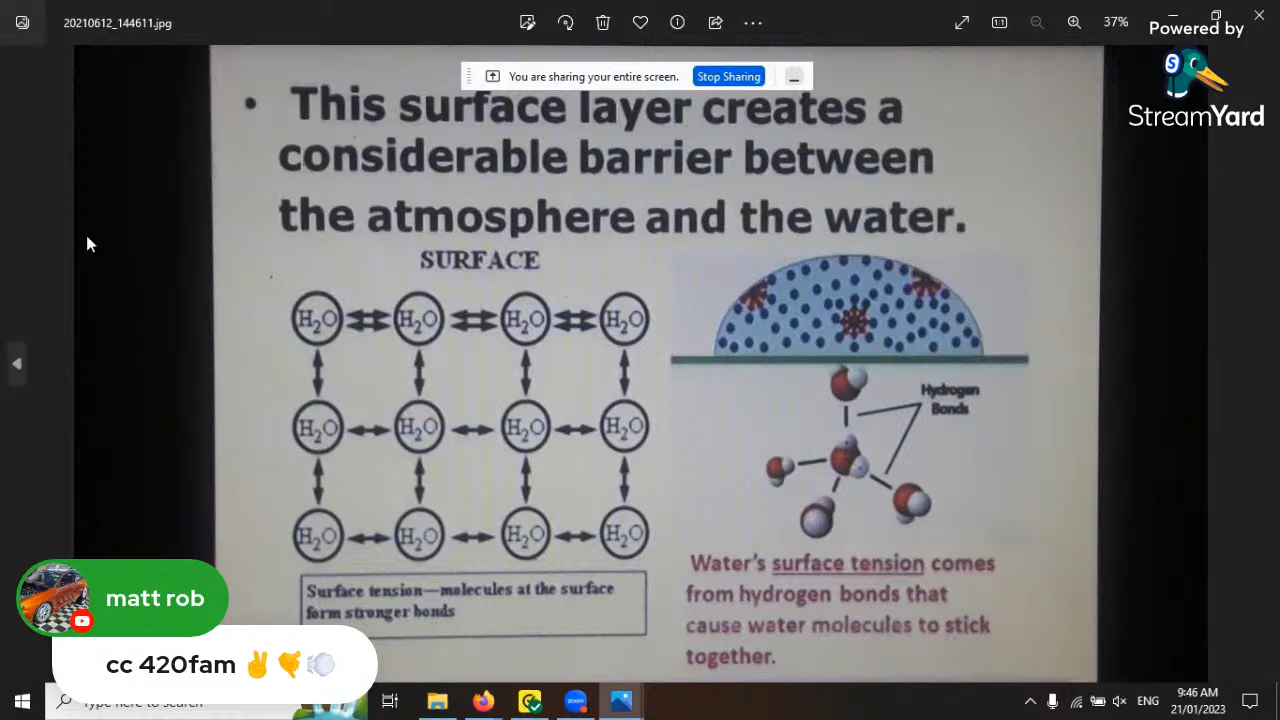 20210612_144611.jpg
37%
Powered by
StreamYard
You are sharing your entire screen.
Stop Sharing
• This surface layer creates a
considerable barrier between
the atmosphere and the water.
SURFACE
H₂O H₂O H₂O H₂O
H₂O H₂O H₂O H₂O
H₂O H₂O H₂O H₂O
Surface tension—molecules at the surface
form stronger bonds
Hydrogen
Bonds
Water's surface tension comes
from hydrogen bonds that
cause water molecules to stick
together.
matt rob
cc 420fam ✌️🤙💨
Type here to search
zoom
ENG
9:46 AM
21/01/2023